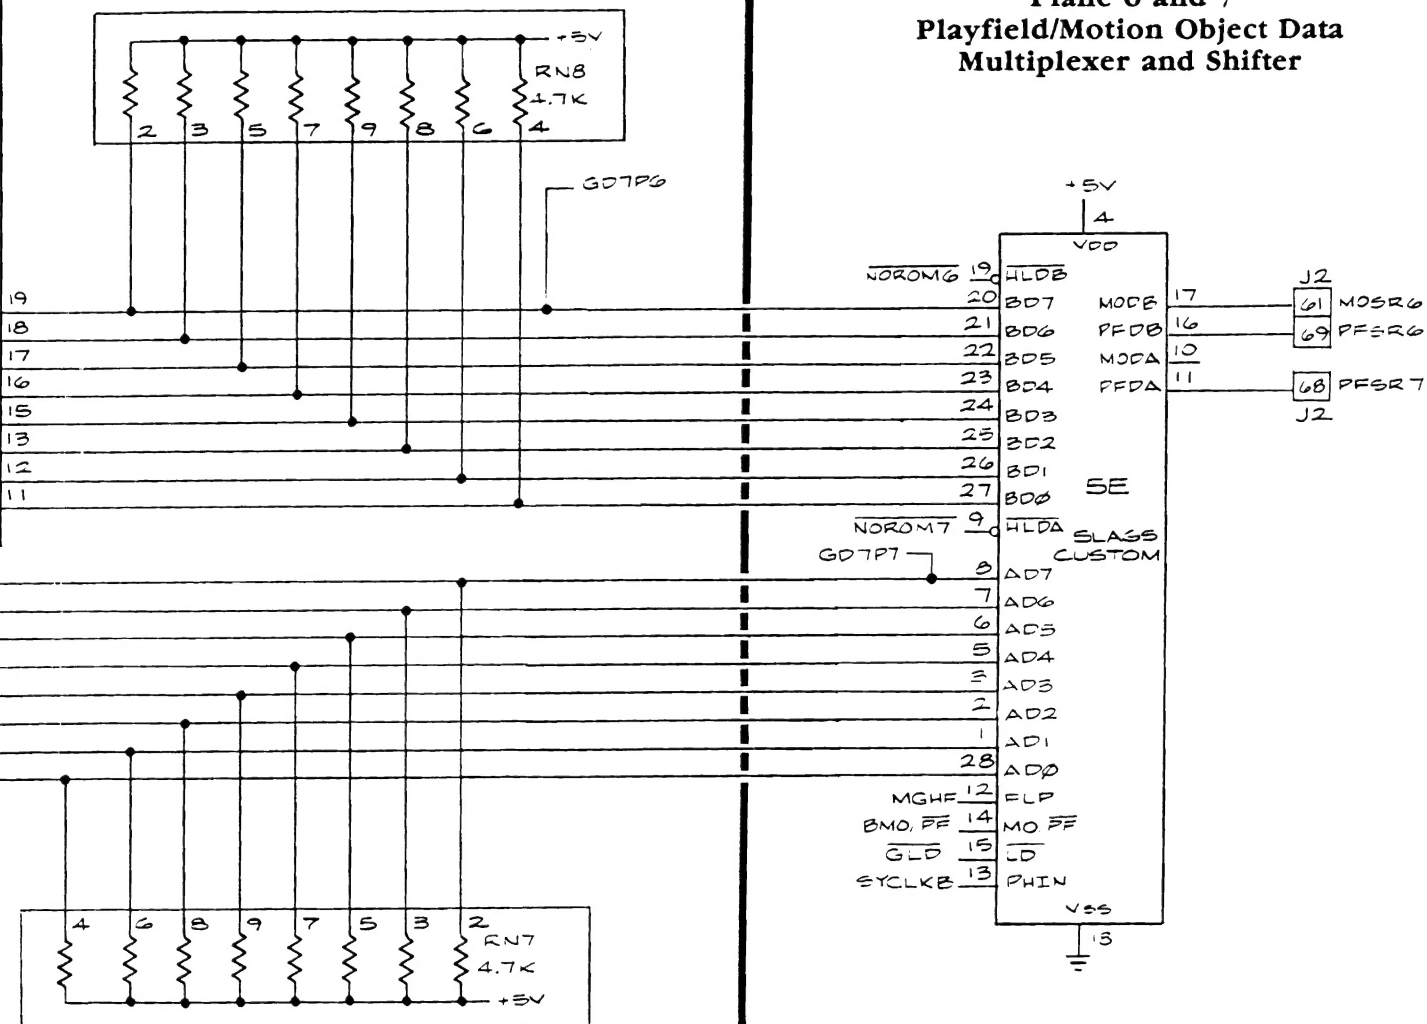 Plane 6 and 7
Playfield/Motion Object Data
Multiplexer and Shifter
+5V
RN8
4.7K
2 3 5 7 9 8 6 4
GD7P6
19
18
17
16
15
13
12
11
+5V
4
VDD
NOROM6 19 HLDB
20 BD7
21 BD6
22 BD5
23 BD4
24 BD3
25 BD2
26 BD1
27 BDØ
NOROM7 9 HLDA
GD7P7
8 AD7
7 AD6
6 AD5
5 AD4
3 AD3
2 AD2
1 AD1
28 ADØ
MGHF 12 FLP
BMO. PF 14 MO. PF
GLD 15 LD
SYCLKB 13 PHIN
VSS
5E
SLAGS
CUSTOM
J2
MODB 17 61 MOSR6
PFDB 16 69 PFSR6
MODA 10
PFDA 11 68 PFSR7
J2
4 6 8 9 7 5 3 2
RN7
4.7K
+5V